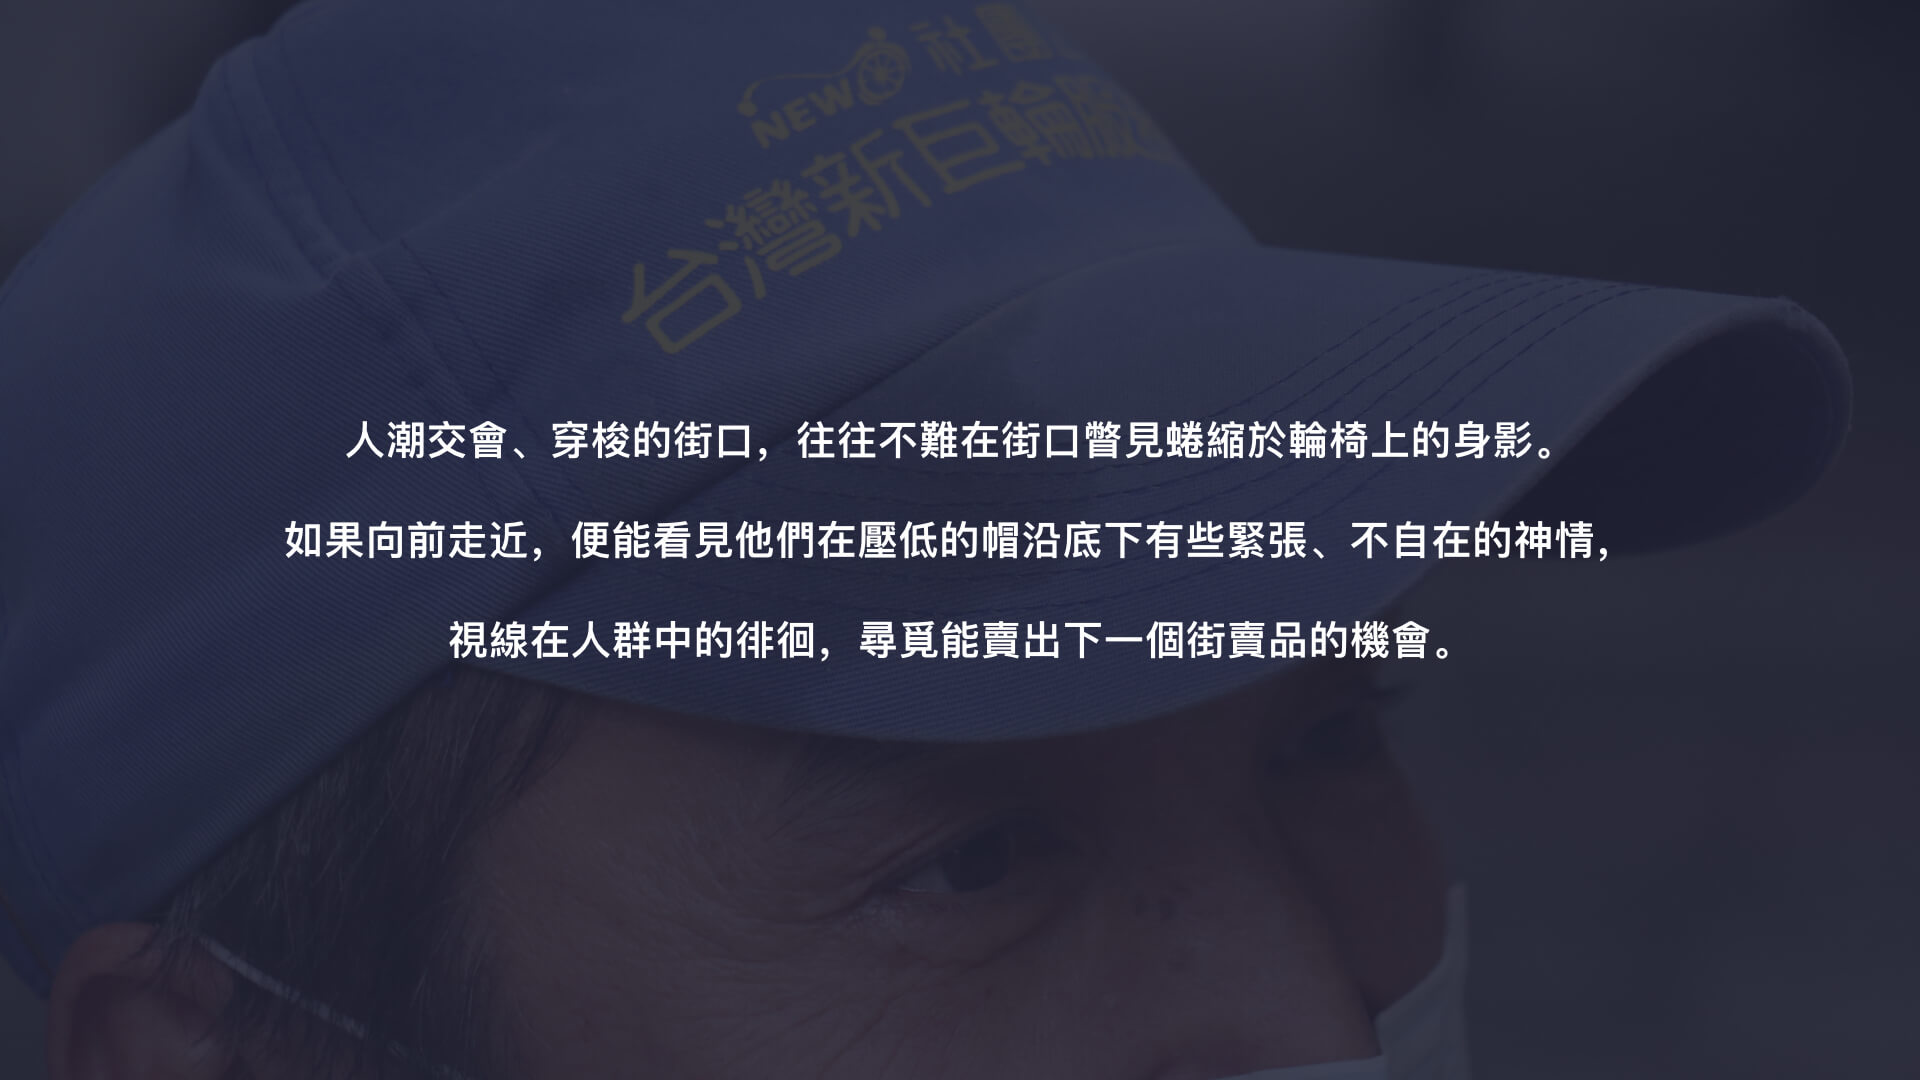 社團
NEW
台灣新巨輪服
人潮交會、穿梭的街口，往往不難在街口瞥見蜷縮於輪椅上的身影。
如果向前走近，便能看見他們在壓低的帽沿底下有些緊張、不自在的神情，
視線在人群中的徘徊，尋覓能賣出下一個街賣品的機會。